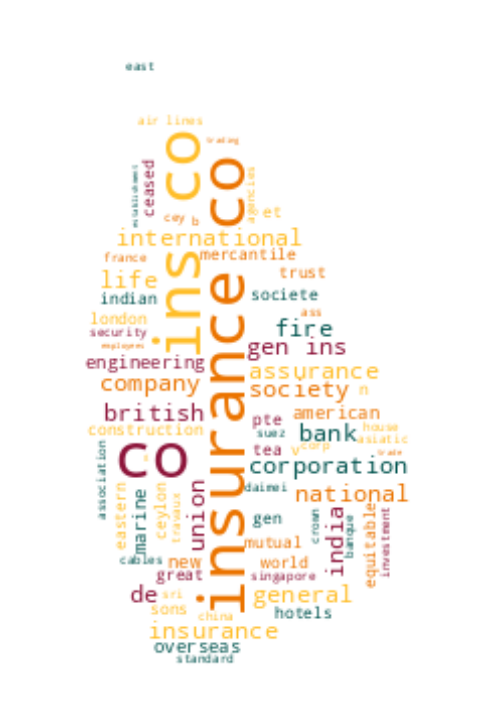 east
air lines
trading
ins co
insurance co
ceased
establishment
agencies
et
cey
b
international
france
mercantile
life
trust
indian
societe
london
ass
security
fire
employees
gen ins
engineering
assurance
company
society
n
british
american
pte
construction
suez
bank
house
asiatic
co
tea
v
corp
trade
corporation
association
daimei
national
eastern
marine
ceylon
travaux
union
gen
crown
india
banque
equitable
investment
mutual
cables
new
world
great
singapore
de
sri
general
sons
china
hotels
insurance
overseas
standard